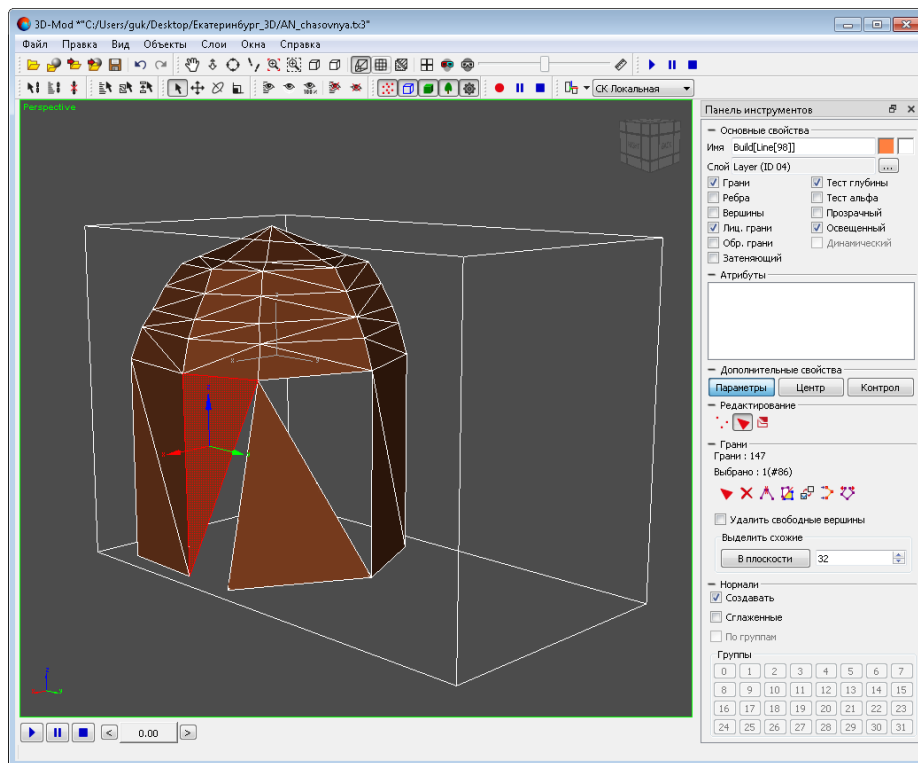 3D-Mod *"C:/Users/guk/Desktop/Екатеринбург_3D/AN_chasovnya.tx3"
Файл Правка Вид Объекты Слои Окна Справка
100%
СК Локальная
Perspective
Панель инструментов
Основные свойства
Имя Build[Line[98]]
Слой Layer (ID 04) ...
Грани Тест глубины
Ребра Тест альфа
Вершины Прозрачный
Лиц. грани Освещенный
Обр. грани Динамический
Затеняющий
Атрибуты
Дополнительные свойства
Параметры Центр Контрол
Редактирование
Грани
Грани : 147
Выбрано : 1(#86)
Удалить свободные вершины
Выделить схожие
В плоскости 32
Нормали
Создавать
Сглаженные
По группам
Группы
0 1 2 3 4 5 6 7
8 9 10 11 12 13 14 15
16 17 18 19 20 21 22 23
24 25 26 27 28 29 30 31
< 0.00 >